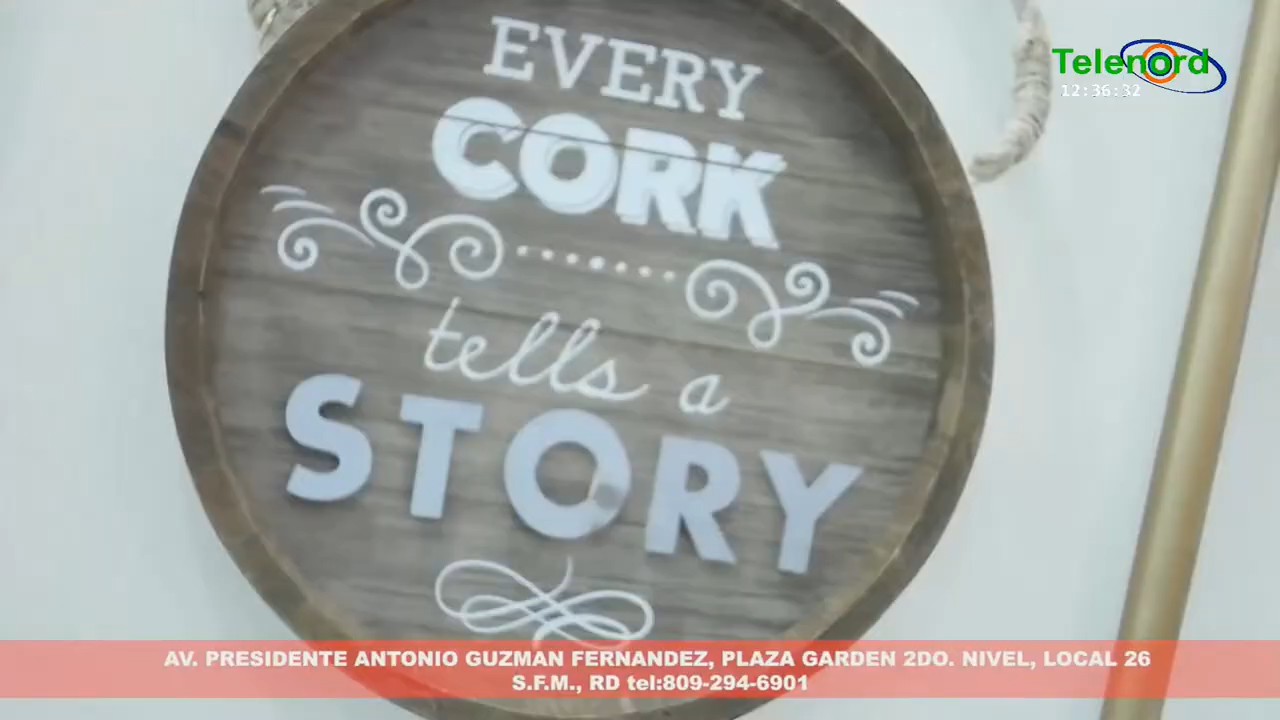 Telenord
12:36:32
EVERY
CORK
tells a
STORY
AV. PRESIDENTE ANTONIO GUZMAN FERNANDEZ, PLAZA GARDEN 2DO. NIVEL, LOCAL 26
S.F.M., RD tel:809-294-6901